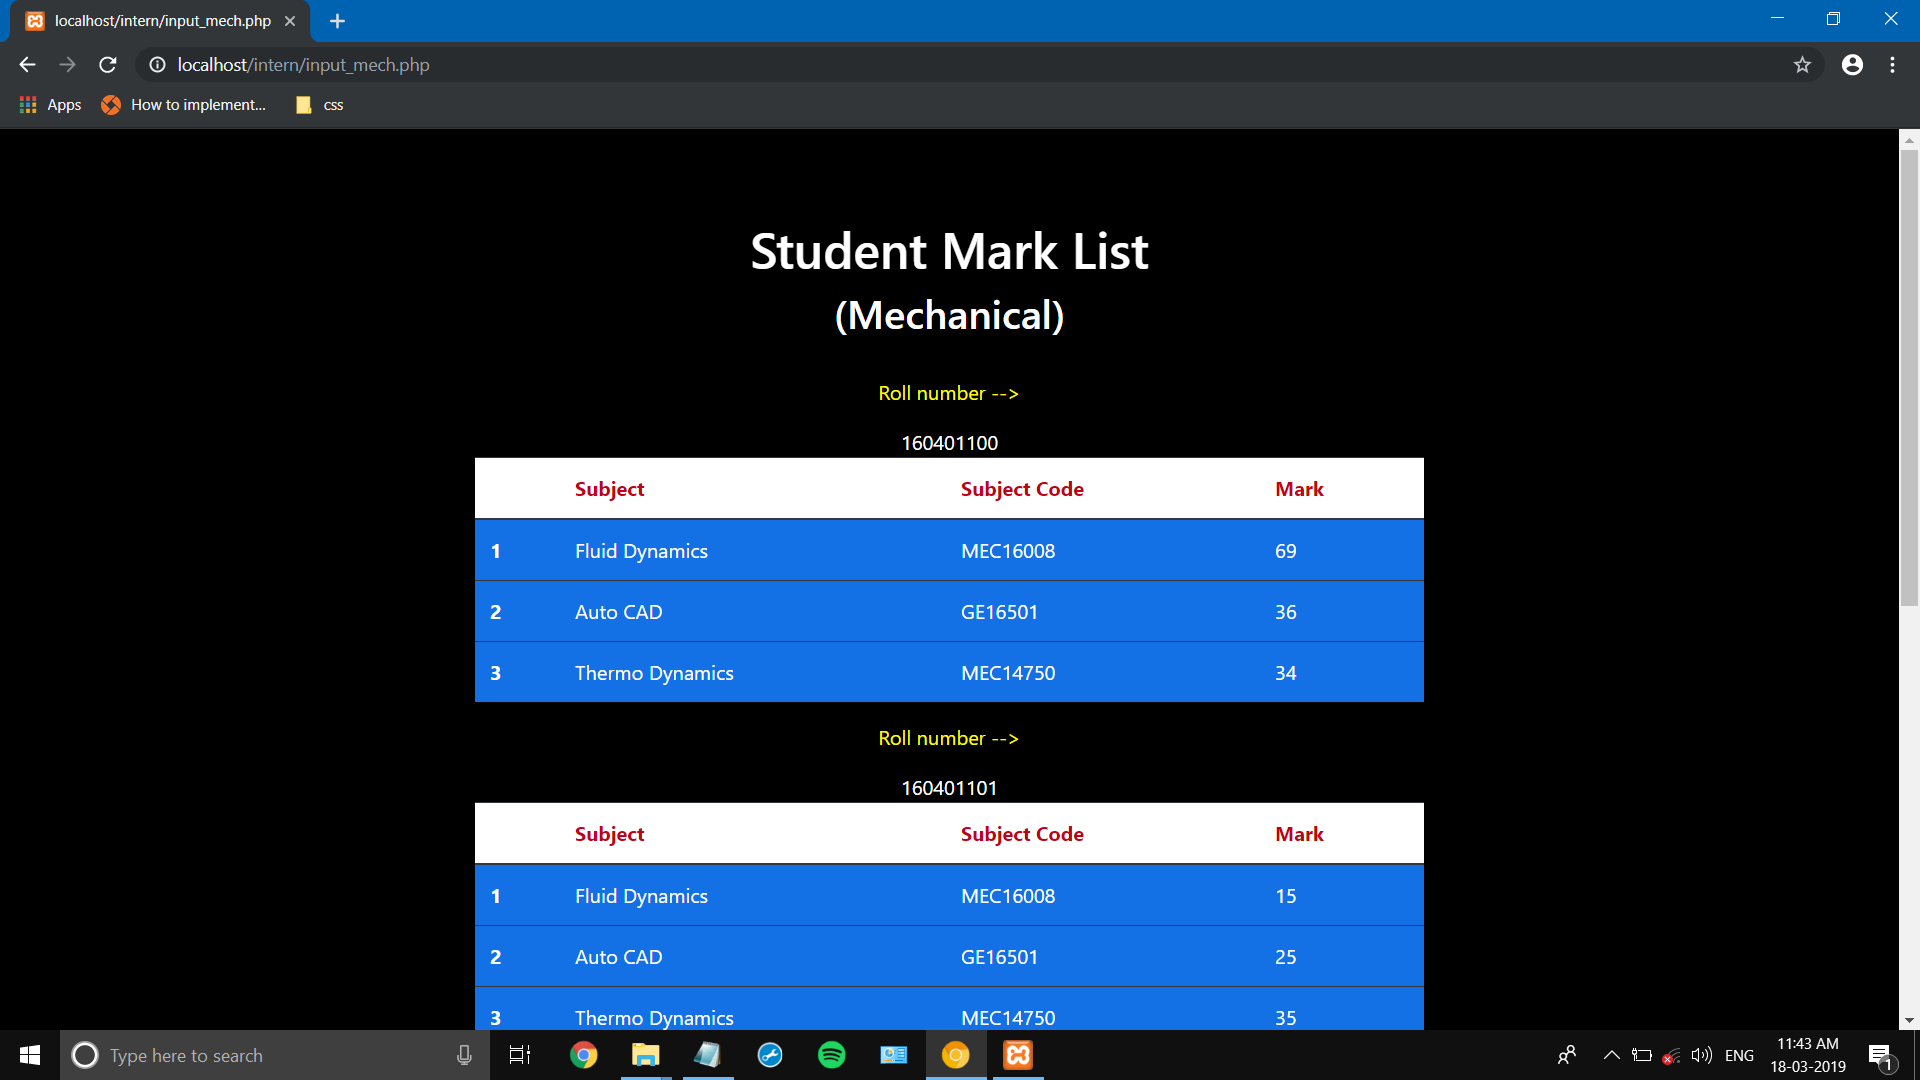 localhost/intern/input_mech.php
localhost/intern/input_mech.php
Apps How to implement... css
Student Mark List
(Mechanical)
Roll number -->
160401100
Subject Subject Code Mark
1 Fluid Dynamics MEC16008 69
2 Auto CAD GE16501 36
3 Thermo Dynamics MEC14750 34
Roll number -->
160401101
Subject Subject Code Mark
1 Fluid Dynamics MEC16008 15
2 Auto CAD GE16501 25
3 Thermo Dynamics MEC14750 35
Type here to search
ENG
11:43 AM
18-03-2019
1